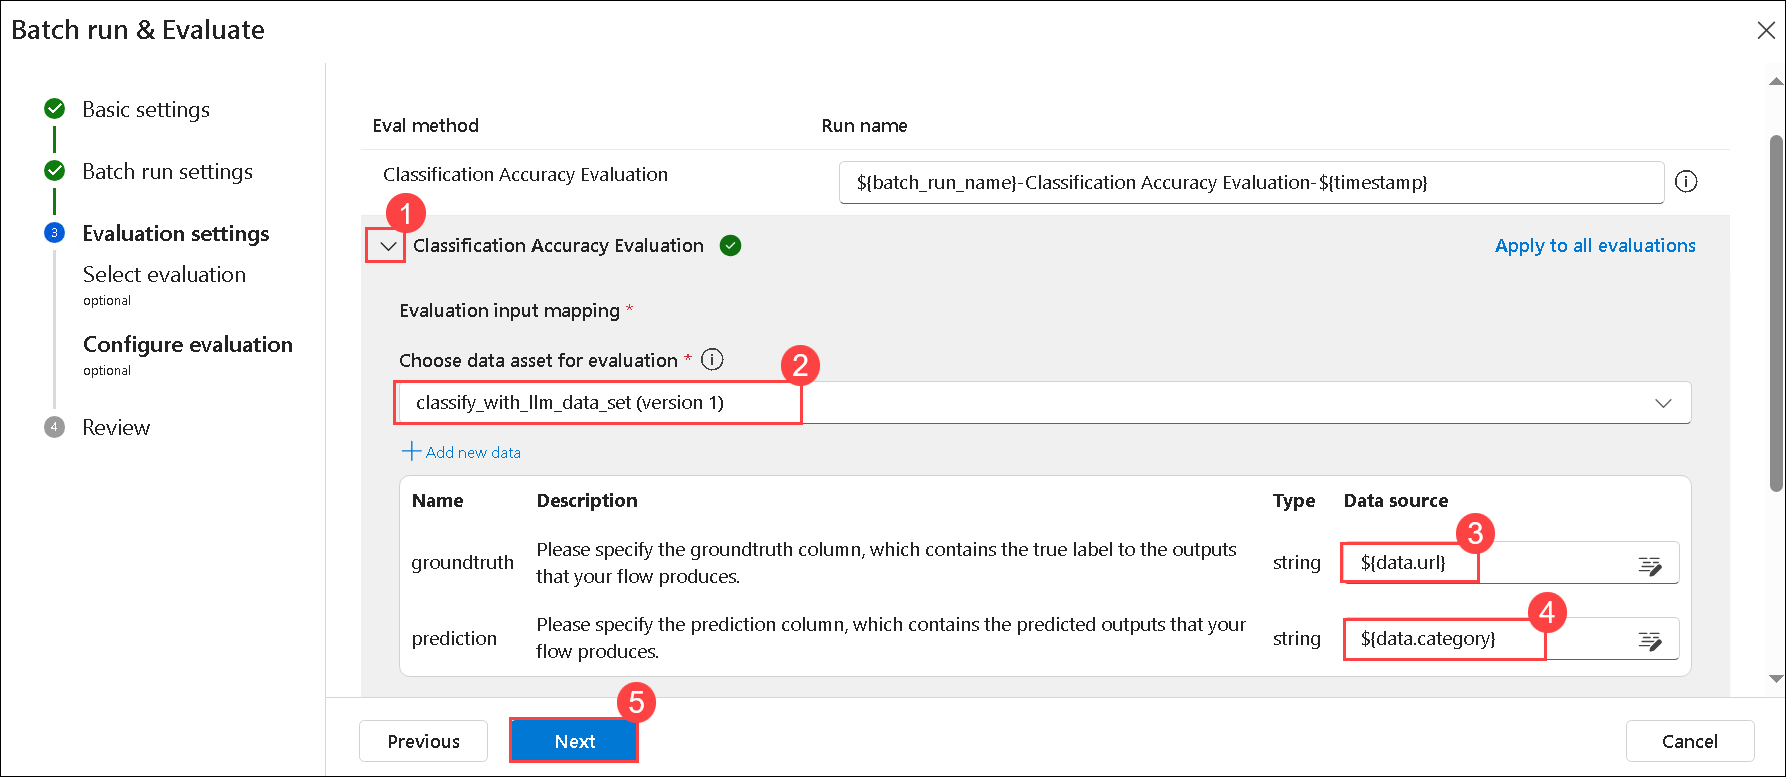 Batch run & Evaluate
Basic settings
Batch run settings
3
Evaluation settings
Select evaluation
optional
Configure evaluation
optional
4
Review
Eval method
Run name
Classification Accuracy Evaluation
${batch_run_name}-Classification Accuracy Evaluation-${timestamp}
1
Classification Accuracy Evaluation
Apply to all evaluations
Evaluation input mapping *
Choose data asset for evaluation *
2
classify_with_llm_data_set (version 1)
Add new data
Name
Description
Type
Data source
3
groundtruth
Please specify the groundtruth column, which contains the true label to the outputs
that your flow produces.
string
${data.url}
4
prediction
Please specify the prediction column, which contains the predicted outputs that your
flow produces.
string
${data.category}
5
Previous
Next
Cancel